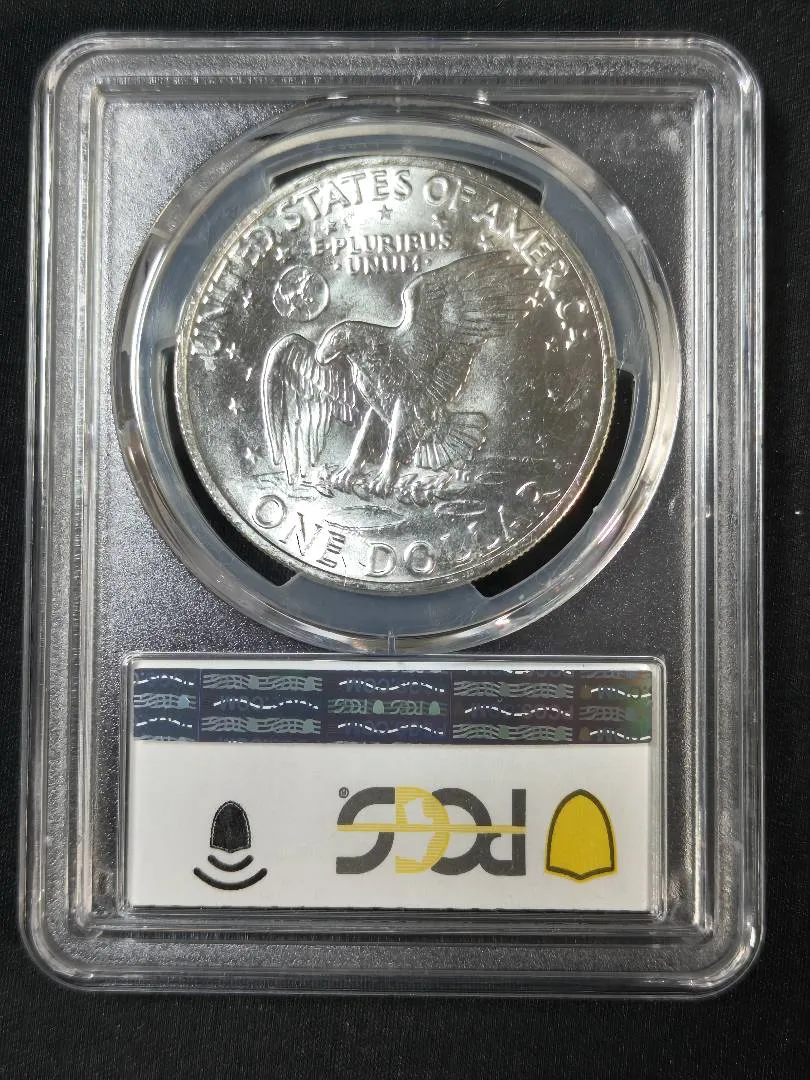 UNITED STATES OF AMERICA
E·PLURIBUS
·UNUM·
ONE DOLLAR
PCGS®